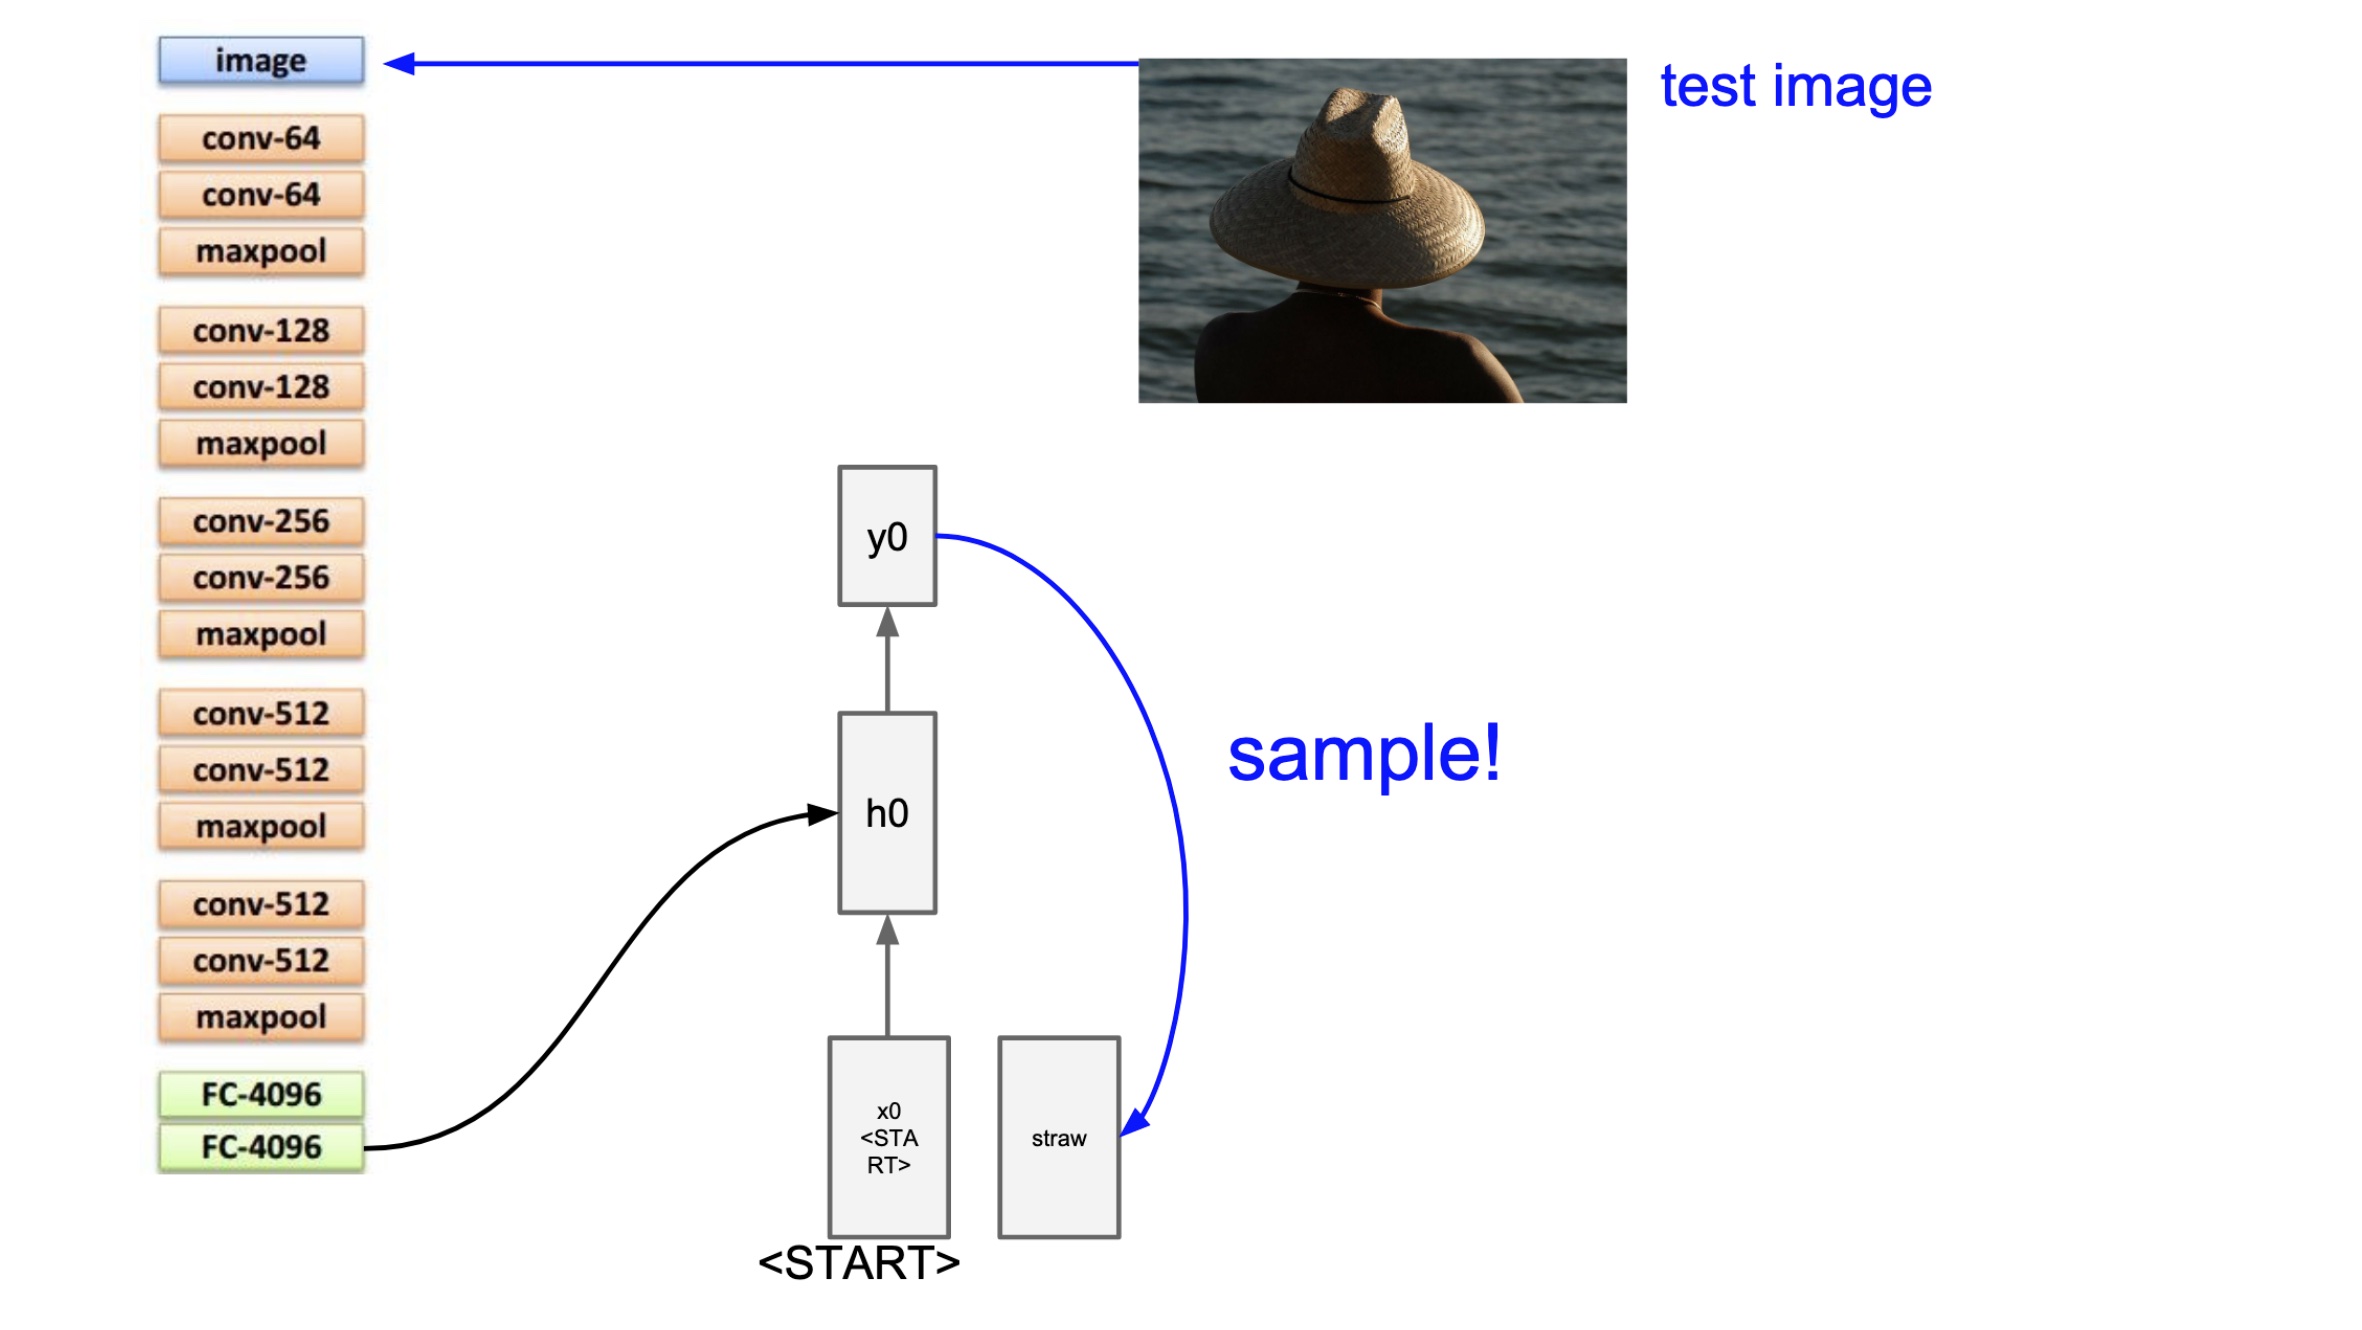 image
conv-64
conv-64
maxpool
conv-128
conv-128
maxpool
conv-256
conv-256
maxpool
conv-512
conv-512
maxpool
conv-512
conv-512
maxpool
FC-4096
FC-4096
test image
y0
h0
sample!
x0
<STA
RT>
straw
<START>